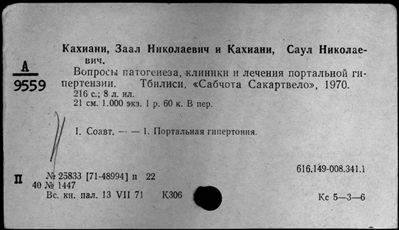 Кахиани, Заал Николаевич и Кахиани, Саул Николае-
вич.
А
9559
Вопросы патогенеза, клиники и лечения портальной ги-
пертензии. Тбилиси, «Сабчота Сакартвело», 1970.
216 с.; 8 л. ил.
21 см. 1.000 экз. 1 р. 60 к. В пер.
I. Соавт. — — 1. Портальная гипертония.
616.149-008.341.1
II
№ 25833 [71-48994] п 22
40 № 1447
Вс. кн. пал. 13 VII 71 К306
Кс 5—3—6